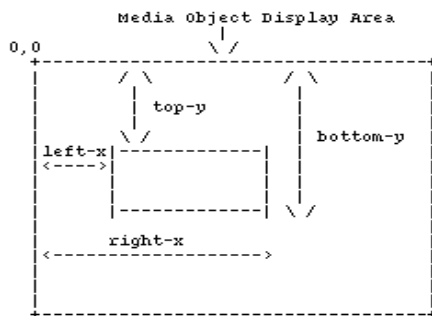 Media Object Display Area
0,0
top-y
bottom-y
left-x
right-x